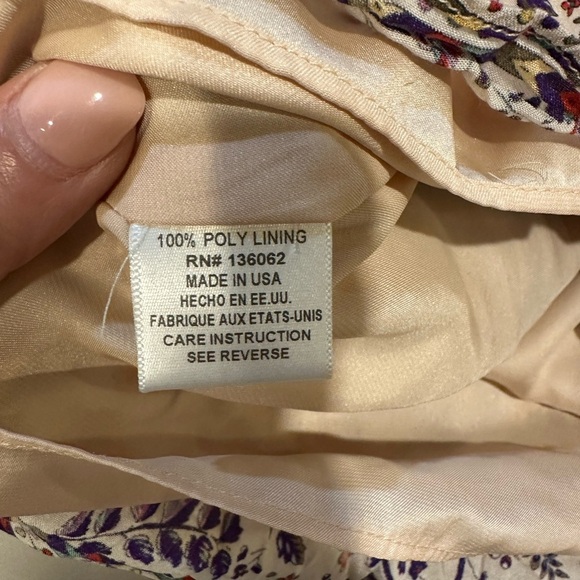 100% POLY LINING
RN# 136062
MADE IN USA
HECHO EN EE.UU.
FABRIQUE AUX ETATS-UNIS
CARE INSTRUCTION
SEE REVERSE